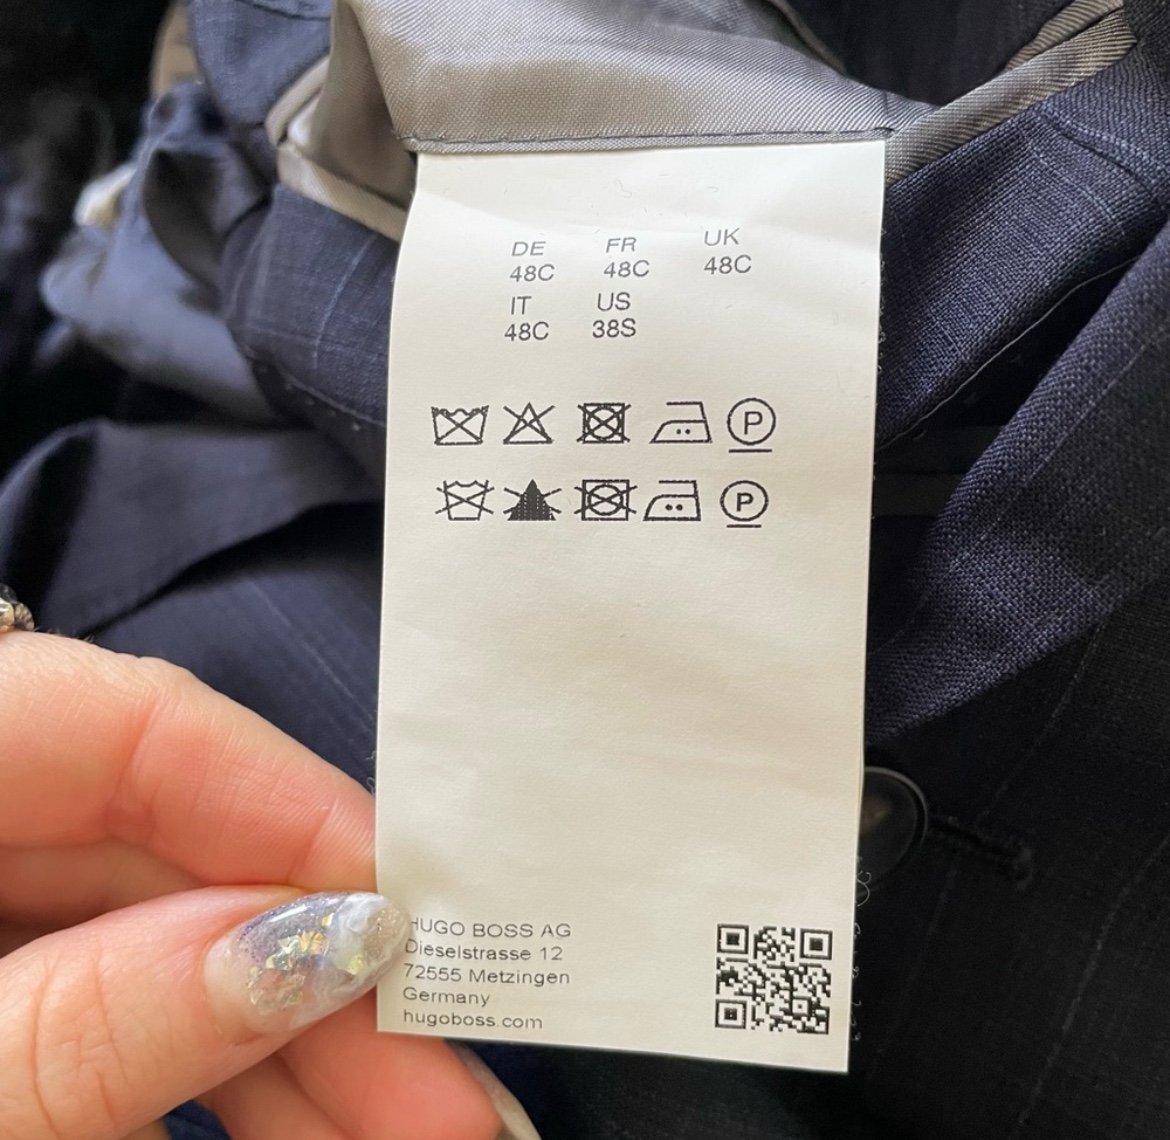 DE FR UK
48C 48C 48C
IT US
48C 38S
P
P
HUGO BOSS AG
Dieselstrasse 12
72555 Metzingen
Germany
hugoboss.com